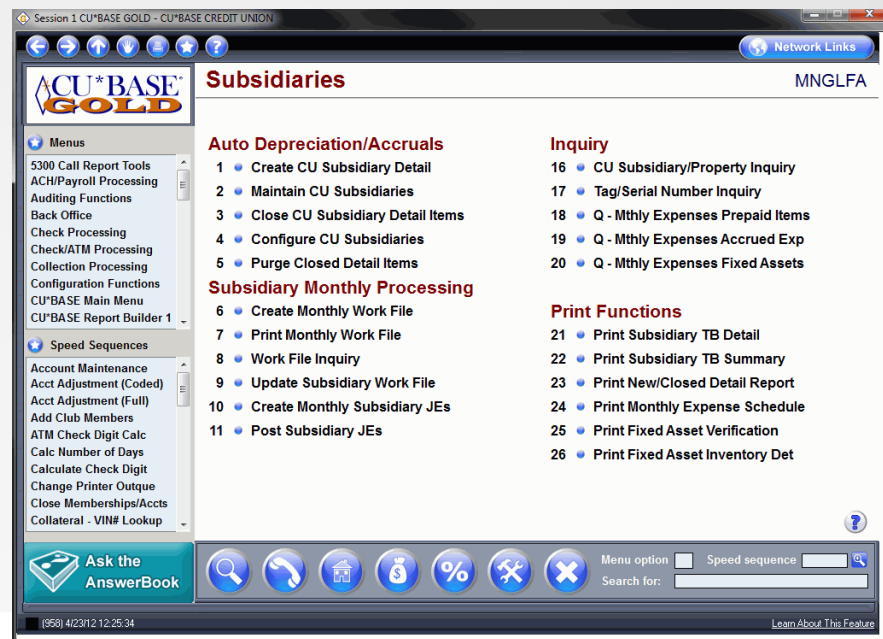 Session 1 CU*BASE GOLD - CU*BASE CREDIT UNION
Network Links
CU*BASE
GOLD
Subsidiaries
MNGLFA
Menus
5300 Call Report Tools
ACH/Payroll Processing
Auditing Functions
Back Office
Check Processing
Check/ATM Processing
Collection Processing
Configuration Functions
CU*BASE Main Menu
CU*BASE Report Builder 1
Speed Sequences
Account Maintenance
Acct Adjustment (Coded)
Acct Adjustment (Full)
Add Club Members
ATM Check Digit Calc
Calc Number of Days
Calculate Check Digit
Change Printer Outque
Close Memberships/Accts
Collateral - VIN# Lookup
Ask the
AnswerBook
Auto Depreciation/Accruals
1 Create CU Subsidiary Detail
2 Maintain CU Subsidiaries
3 Close CU Subsidiary Detail Items
4 Configure CU Subsidiaries
5 Purge Closed Detail Items
Subsidiary Monthly Processing
6 Create Monthly Work File
7 Print Monthly Work File
8 Work File Inquiry
9 Update Subsidiary Work File
10 Create Monthly Subsidiary JEs
11 Post Subsidiary JEs
Inquiry
16 CU Subsidiary/Property Inquiry
17 Tag/Serial Number Inquiry
18 Q - Mthly Expenses Prepaid Items
19 Q - Mthly Expenses Accrued Exp
20 Q - Mthly Expenses Fixed Assets
Print Functions
21 Print Subsidiary TB Detail
22 Print Subsidiary TB Summary
23 Print New/Closed Detail Report
24 Print Monthly Expense Schedule
25 Print Fixed Asset Verification
26 Print Fixed Asset Inventory Det
Menu option
Speed sequence
Search for:
(958) 4/23/12 12:25:34
Learn About This Feature